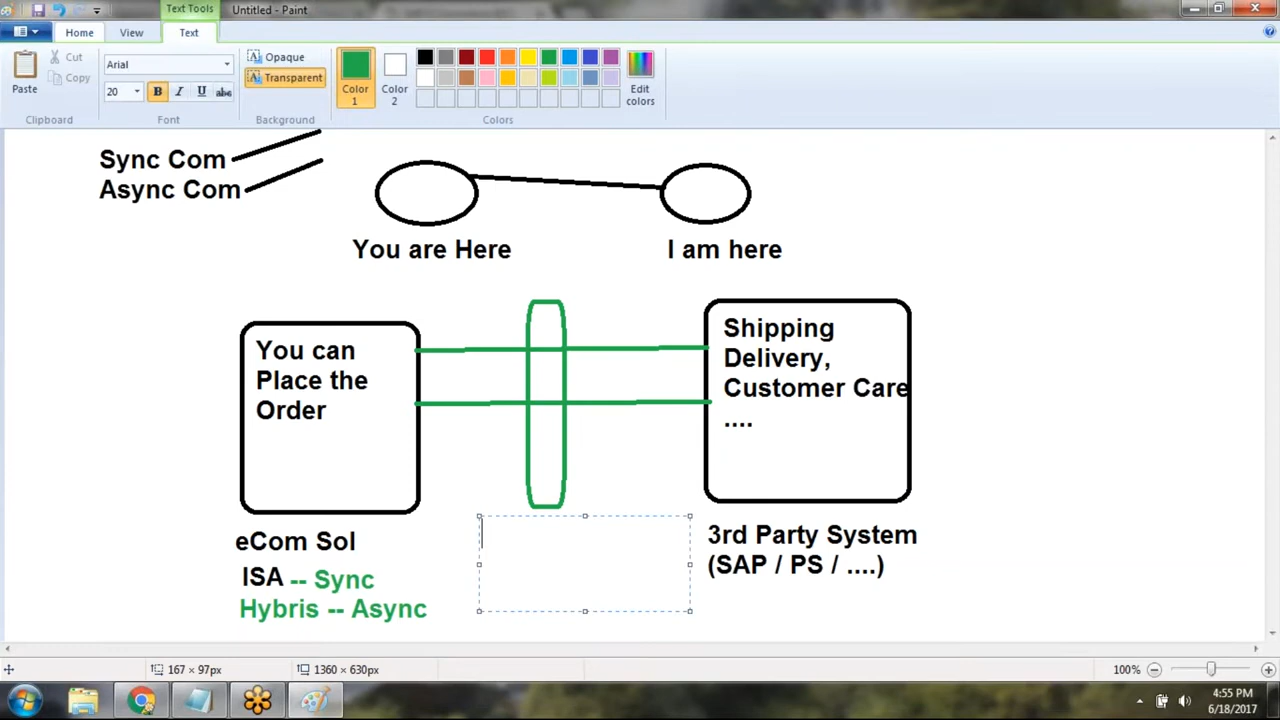 Text Tools
Untitled - Paint
Home
View
Text
Paste
Cut
Copy
Clipboard
Arial
20
B
I
U
abc
Font
Opaque
Transparent
Background
Color 1
Color 2
Edit colors
Colors
Sync Com
Async Com
You are Here
I am here
You can
Place the
Order
Shipping
Delivery,
Customer Care
....
eCom Sol
ISA -- Sync
Hybris -- Async
3rd Party System
(SAP / PS / ....)
167 × 97px
1360 × 630px
100%
4:55 PM
6/18/2017